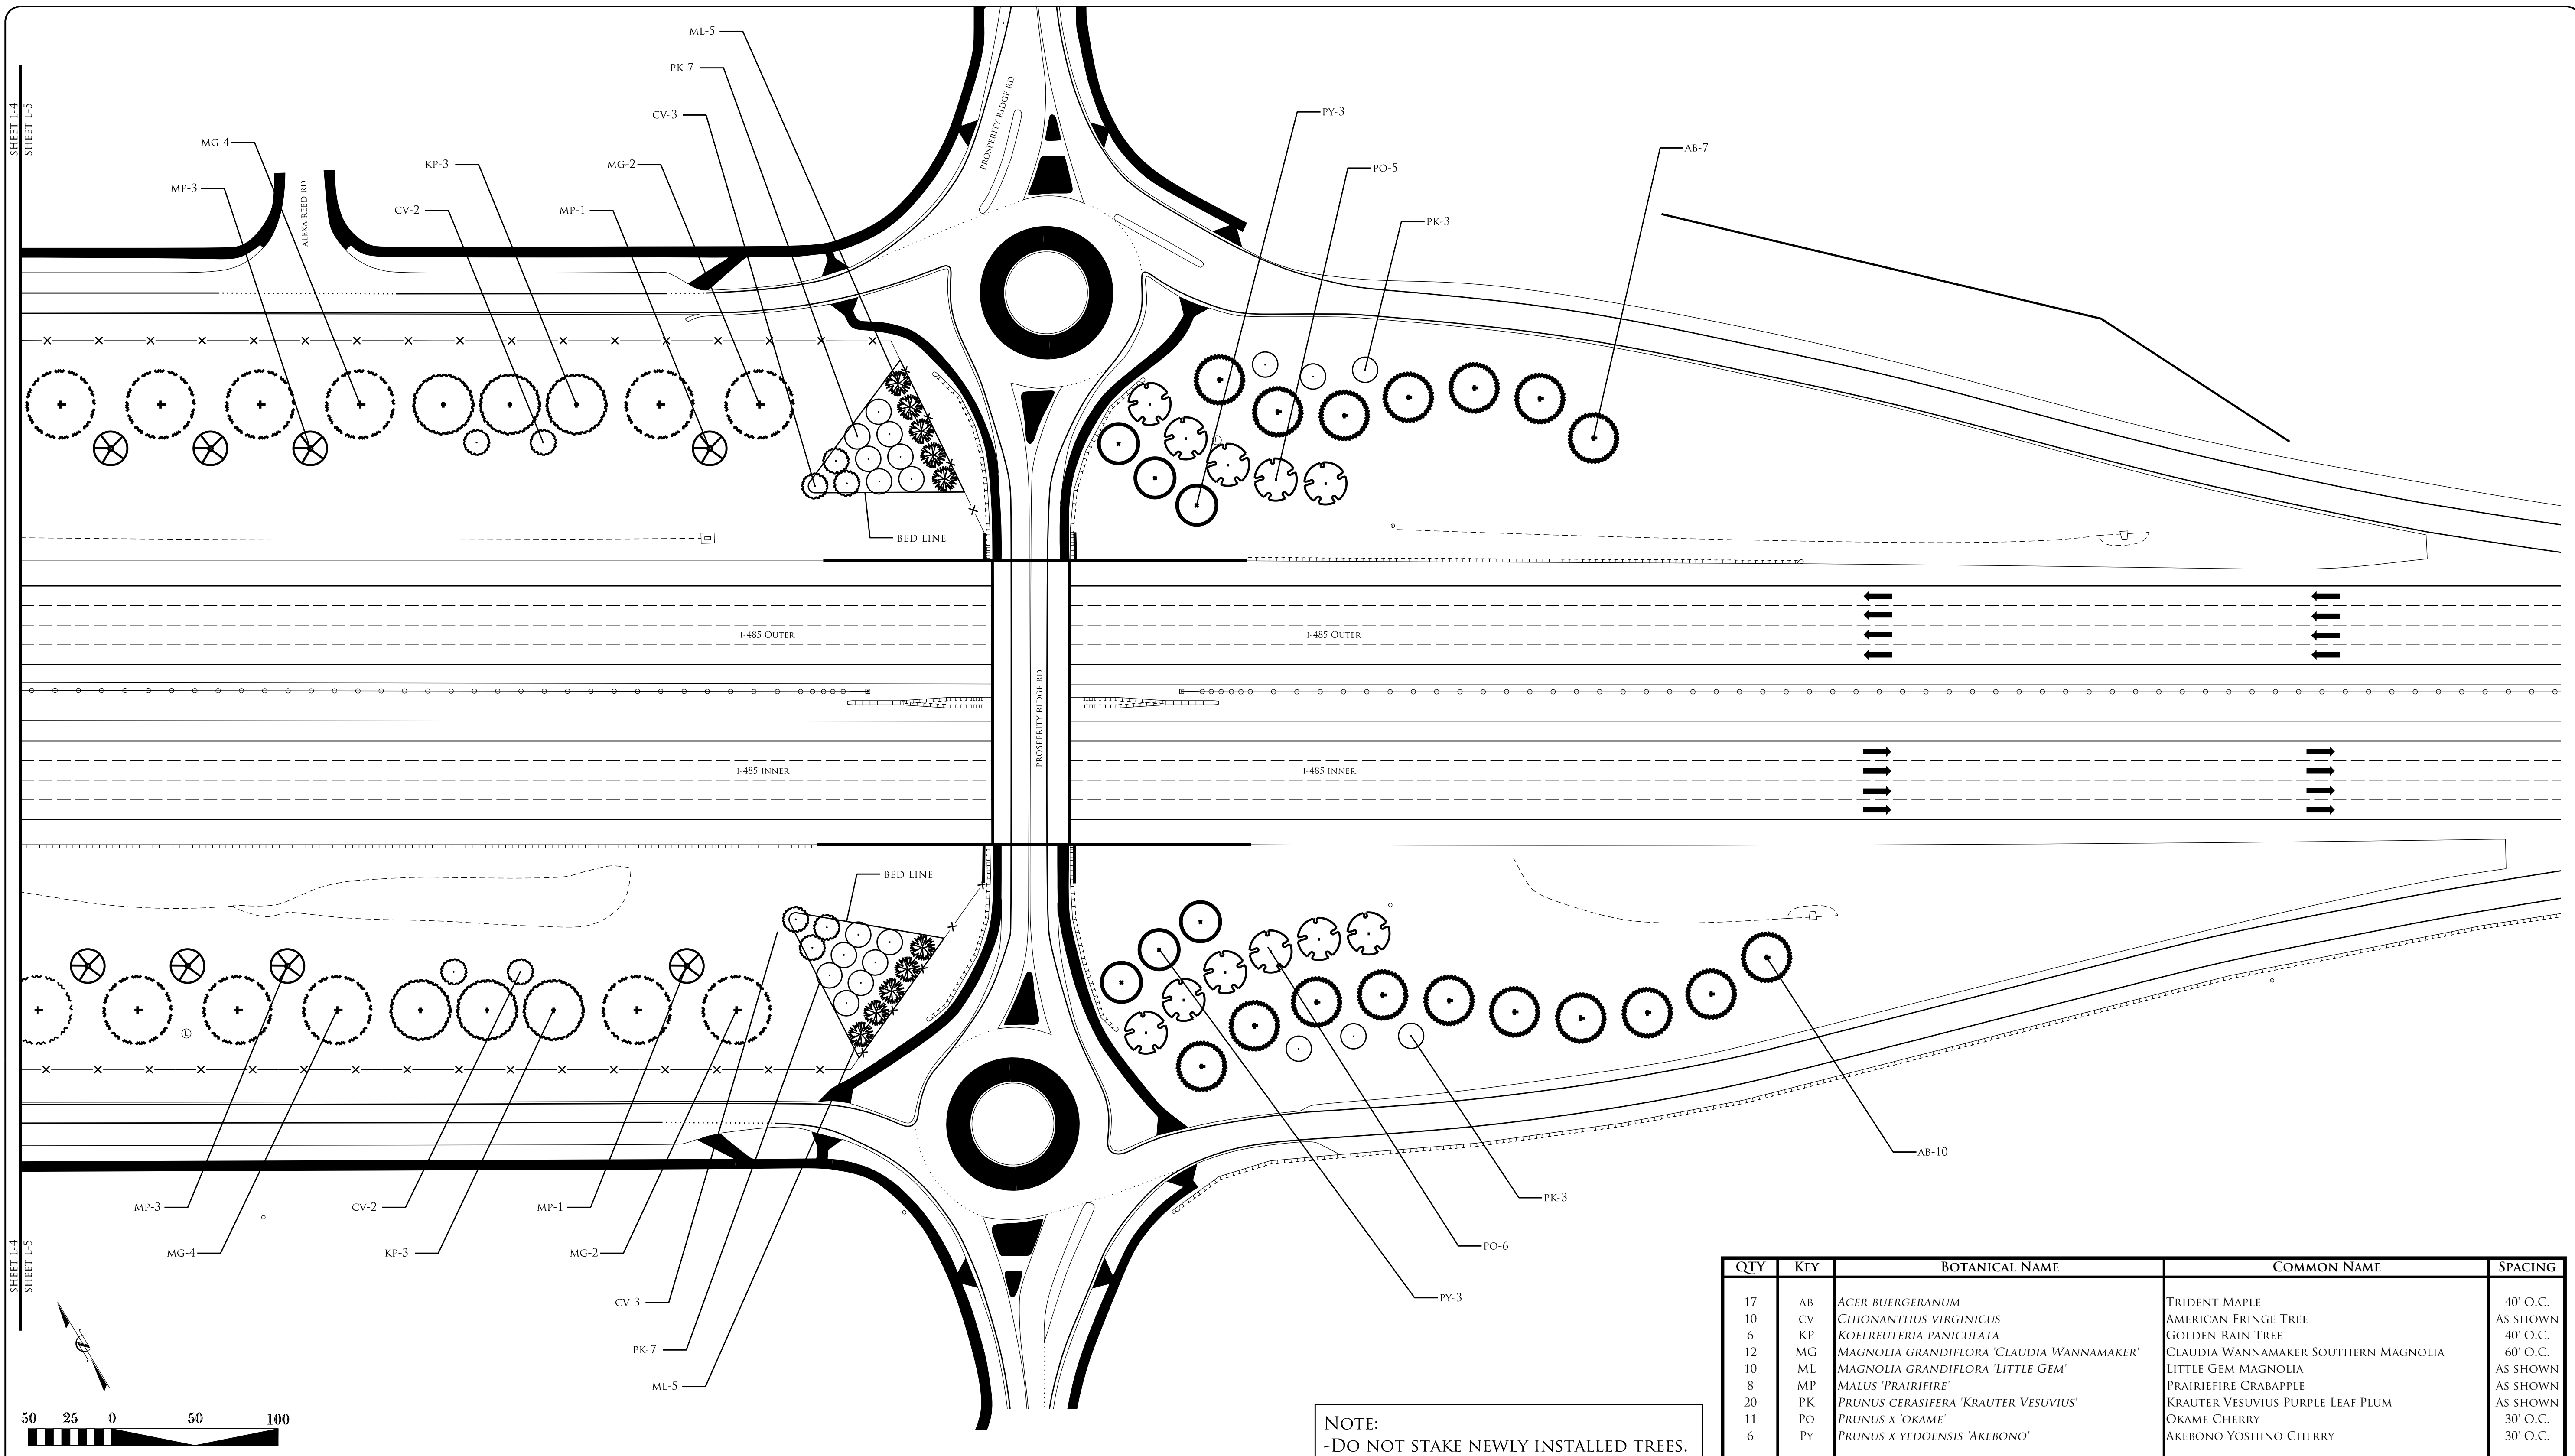 ML-5
PK-7
CV-3
MG-4
KP-3
MG-2
MP-3
CV-2
MP-1
PY-3
PO-5
AB-7
PK-3
SHEET L-4
SHEET L-5
ALEXA REED RD
PROSPERITY RIDGE RD
BED LINE
I-485 OUTER
I-485 OUTER
PROSPERITY RIDGE RD
I-485 INNER
I-485 INNER
BED LINE
L
L
AB-10
PK-3
PO-6
PY-3
MP-3
CV-2
MP-1
MG-4
KP-3
MG-2
CV-3
PK-7
ML-5
SHEET L-4
SHEET L-5
N
50 25 0 50 100
NOTE:
-DO NOT STAKE NEWLY INSTALLED TREES.
QTY KEY BOTANICAL NAME COMMON NAME SPACING
17 AB ACER BUERGERANUM TRIDENT MAPLE 40' O.C.
10 CV CHIONANTHUS VIRGINICUS AMERICAN FRINGE TREE AS SHOWN
6 KP KOELREUTERIA PANICULATA GOLDEN RAIN TREE 40' O.C.
12 MG MAGNOLIA GRANDIFLORA 'CLAUDIA WANNAMAKER' CLAUDIA WANNAMAKER SOUTHERN MAGNOLIA 60' O.C.
10 ML MAGNOLIA GRANDIFLORA 'LITTLE GEM' LITTLE GEM MAGNOLIA AS SHOWN
8 MP MALUS 'PRAIRIFIRE' PRAIRIEFIRE CRABAPPLE AS SHOWN
20 PK PRUNUS CERASIFERA 'KRAUTER VESUVIUS' KRAUTER VESUVIUS PURPLE LEAF PLUM AS SHOWN
11 PO PRUNUS X 'OKAME' OKAME CHERRY 30' O.C.
6 PY PRUNUS X YEDOENSIS 'AKEBONO' AKEBONO YOSHINO CHERRY 30' O.C.